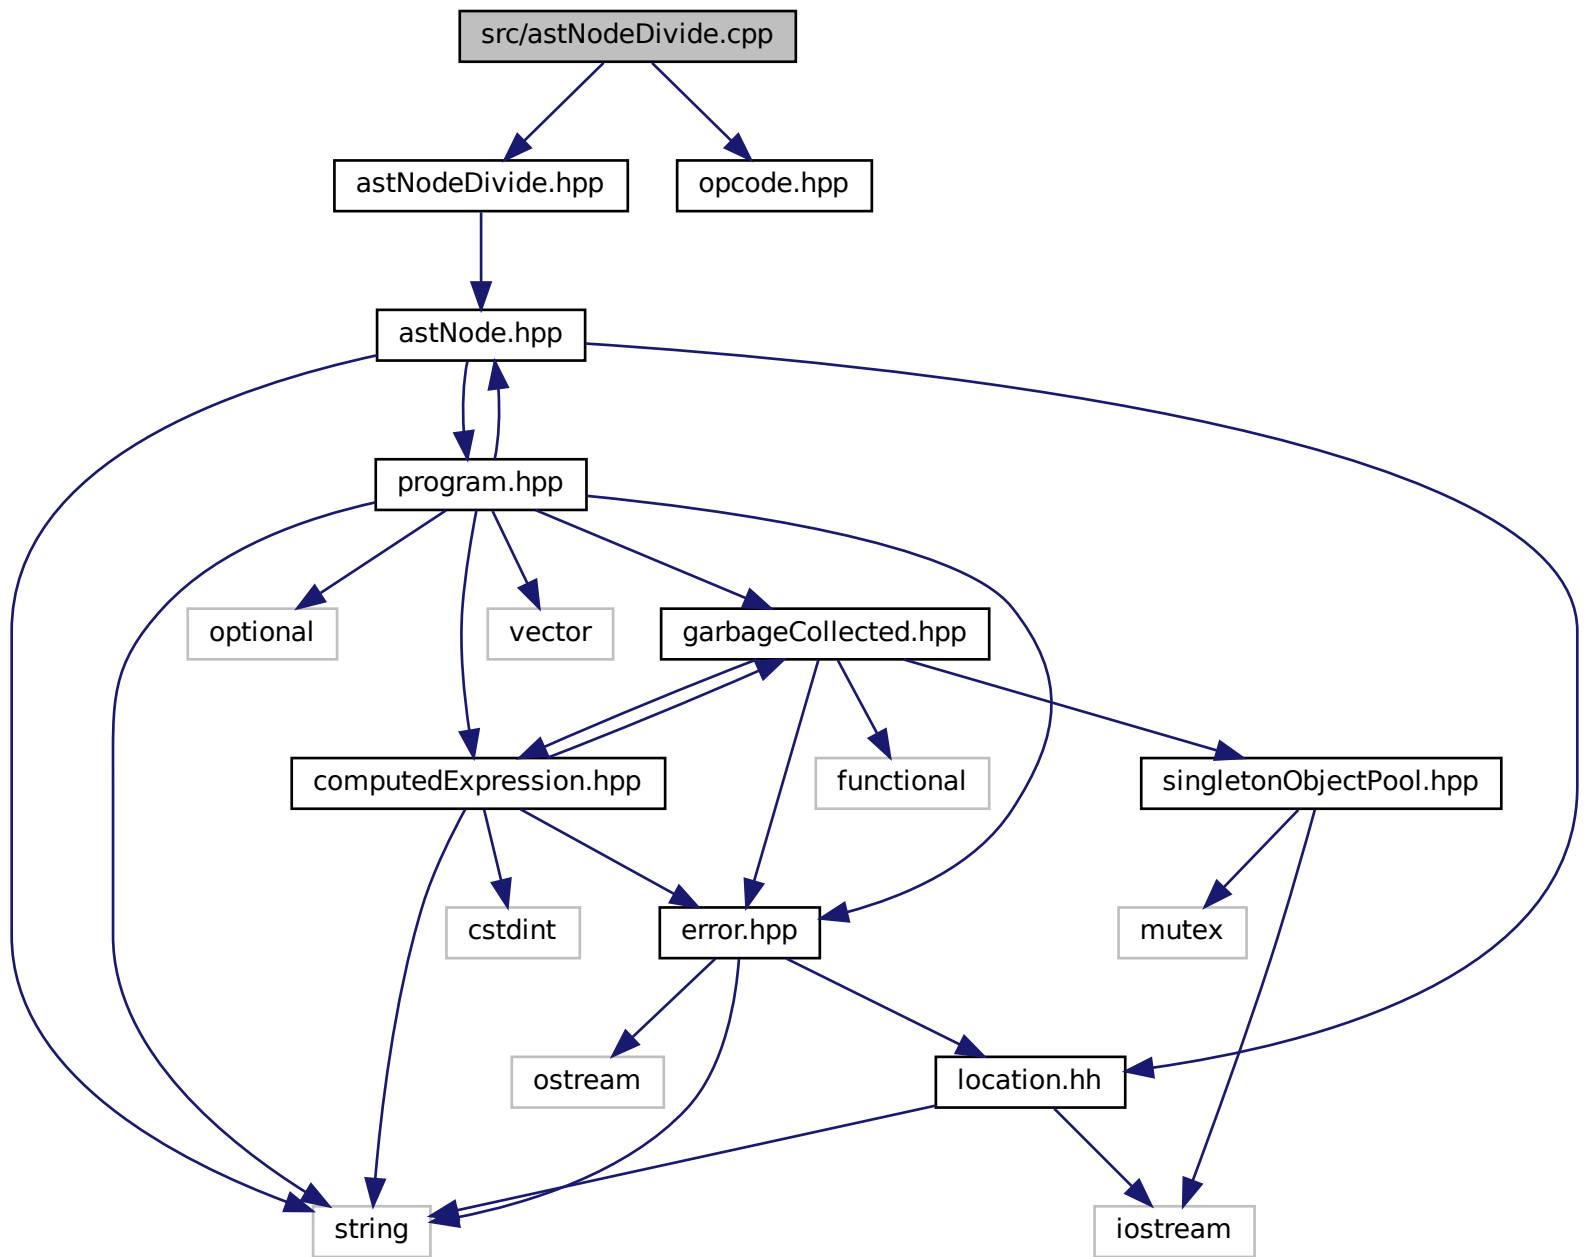 src/astNodeDivide.cpp
astNodeDivide.hpp
opcode.hpp
astNode.hpp
program.hpp
optional
vector
garbageCollected.hpp
computedExpression.hpp
functional
singletonObjectPool.hpp
cstdint
error.hpp
mutex
ostream
location.hh
string
iostream